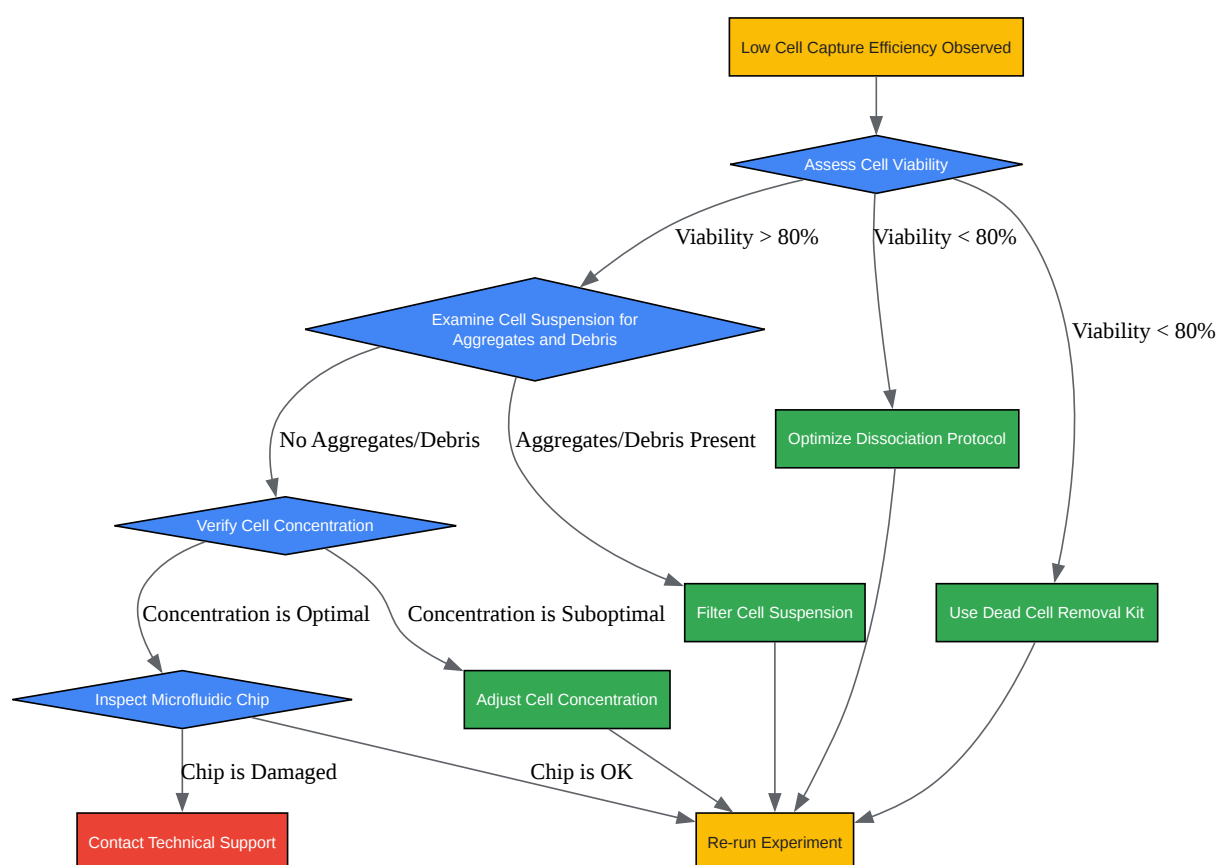 Low Cell Capture Efficiency Observed
Assess Cell Viability
Viability > 80%
Viability < 80%
Viability < 80%
Examine Cell Suspension for
Aggregates and Debris
No Aggregates/Debris
Aggregates/Debris Present
Optimize Dissociation Protocol
Verify Cell Concentration
Concentration is Optimal
Concentration is Suboptimal
Filter Cell Suspension
Use Dead Cell Removal Kit
Inspect Microfluidic Chip
Adjust Cell Concentration
Chip is Damaged
Chip is OK
Contact Technical Support
Re-run Experiment